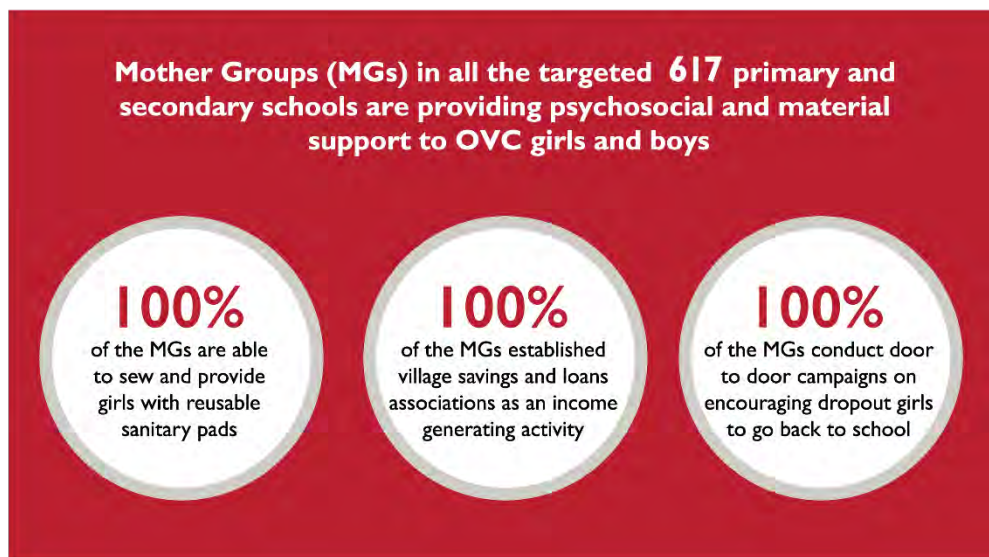 Mother Groups (MGs) in all the targeted 617 primary and
secondary schools are providing psychosocial and material
support to OVC girls and boys
100%
of the MGs are able
to sew and provide
girls with reusable
sanitary pads
100%
of the MGs established
village savings and loans
associations as an income
generating activity
100%
of the MGs conduct door
to door campaigns on
encouraging dropout girls
to go back to school